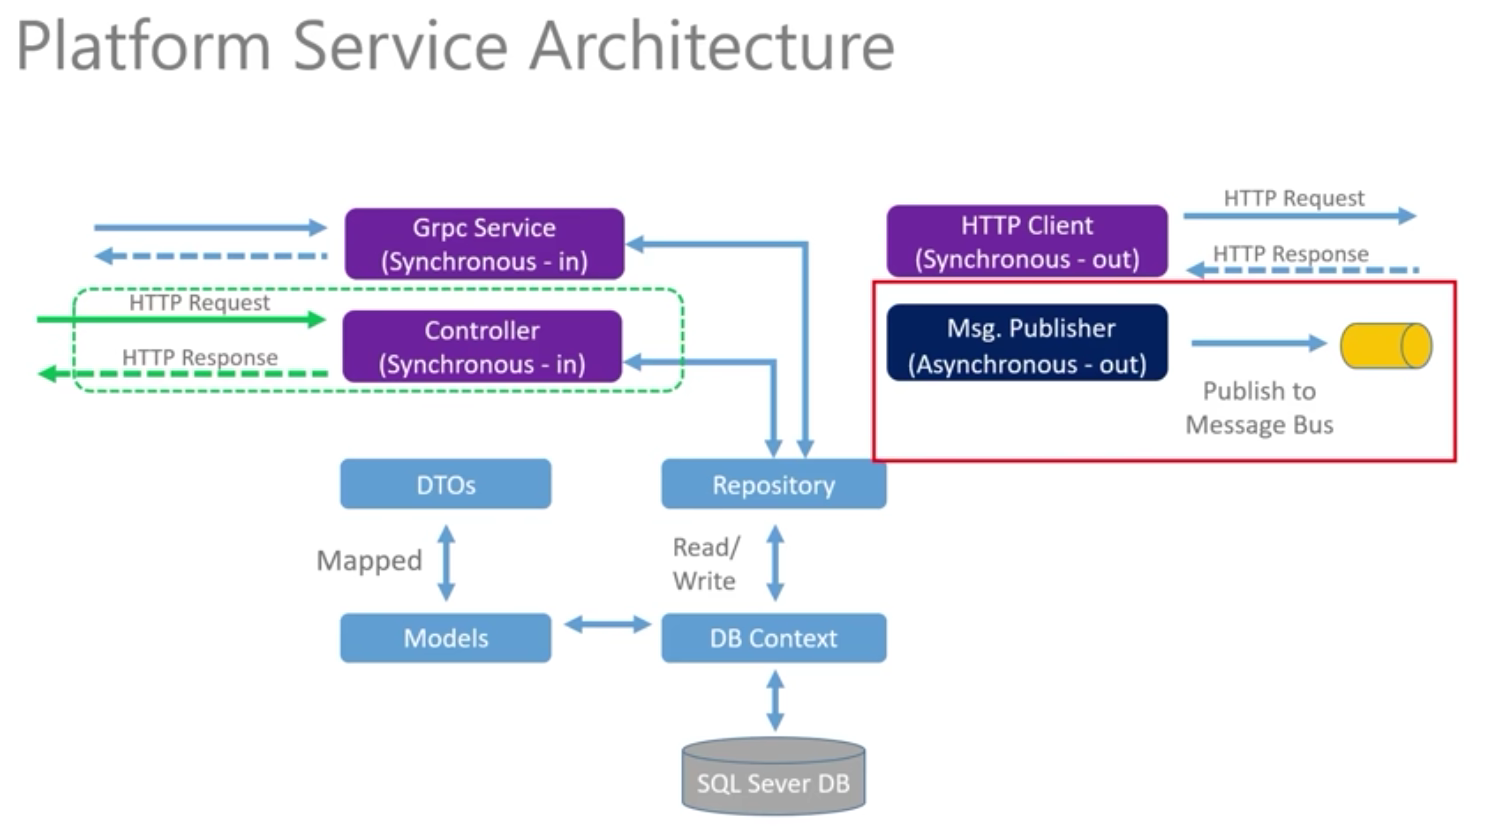 Platform Service Architecture
Grpc Service
(Synchronous - in)
HTTP Request
HTTP Response
Controller
(Synchronous - in)
HTTP Client
(Synchronous - out)
HTTP Request
HTTP Response
Msg. Publisher
(Asynchronous - out)
Publish to
Message Bus
DTOs
Repository
Mapped
Read/
Write
Models
DB Context
SQL Sever DB